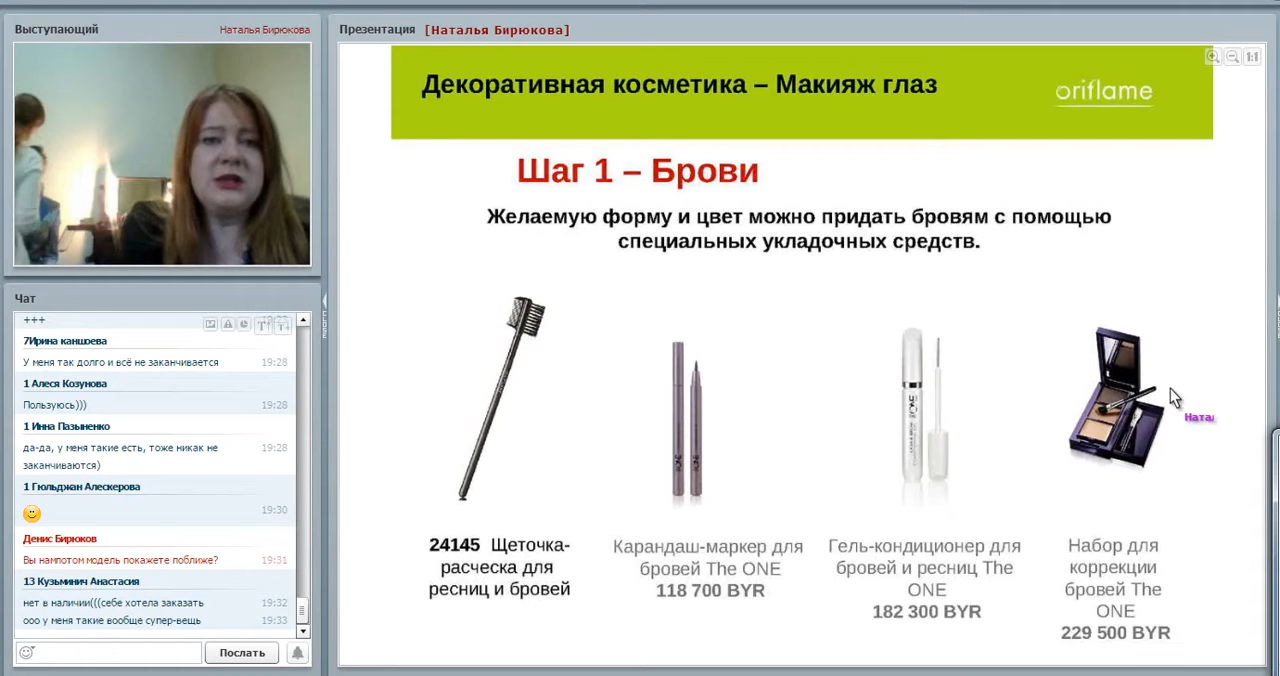 Выступающий
Наталья Бирюкова
Чат
+++
7Ирина каншоева
У меня так долго и всё не заканчивается 19:28
1 Алеся Козунова
Пользуюсь))) 19:28
1 Инна Пазыненко
да-да, у меня такие есть, тоже никак не 19:28
заканчиваются)
1 Гюльджан Алескерова
19:30
Денис Бирюков
Вы нампотом модель покажете поближе? 19:31
13 Кузьминич Анастасия
нет в наличии(((себе хотела заказать 19:32
ооо у меня такие вообще супер-вещь 19:33
Послать
Презентация [Наталья Бирюкова]
1:1
Декоративная косметика – Макияж глаз
oriflame
Шаг 1 – Брови
Желаемую форму и цвет можно придать бровям с помощью
специальных укладочных средств.
Ната
24145 Щеточка-
расческа для
ресниц и бровей
Карандаш-маркер для
бровей The ONE
118 700 BYR
Гель-кондиционер для
бровей и ресниц The
ONE
182 300 BYR
Набор для
коррекции
бровей The
ONE
229 500 BYR